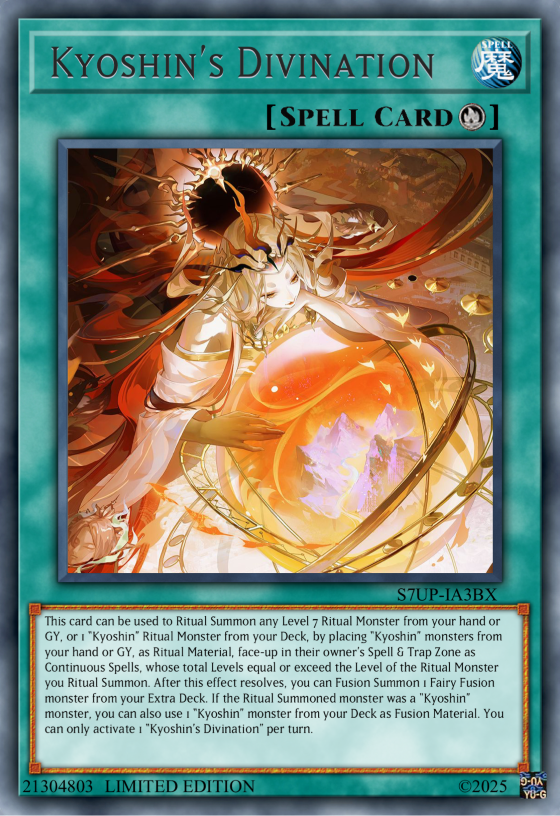 Kyoshin's Divination
SPELL
魔
[Spell Card]
S7UP-IA3BX
This card can be used to Ritual Summon any Level 7 Ritual Monster from your hand or
GY, or 1 "Kyoshin" Ritual Monster from your Deck, by placing "Kyoshin" monsters from
your hand or GY, as Ritual Material, face-up in their owner's Spell & Trap Zone as
Continuous Spells, whose total Levels equal or exceed the Level of the Ritual Monster
you Ritual Summon. After this effect resolves, you can Fusion Summon 1 Fairy Fusion
monster from your Extra Deck. If the Ritual Summoned monster was a "Kyoshin"
monster, you can also use 1 "Kyoshin" monster from your Deck as Fusion Material. You
can only activate 1 "Kyoshin's Divination" per turn.
21304803 LIMITED EDITION
©2025